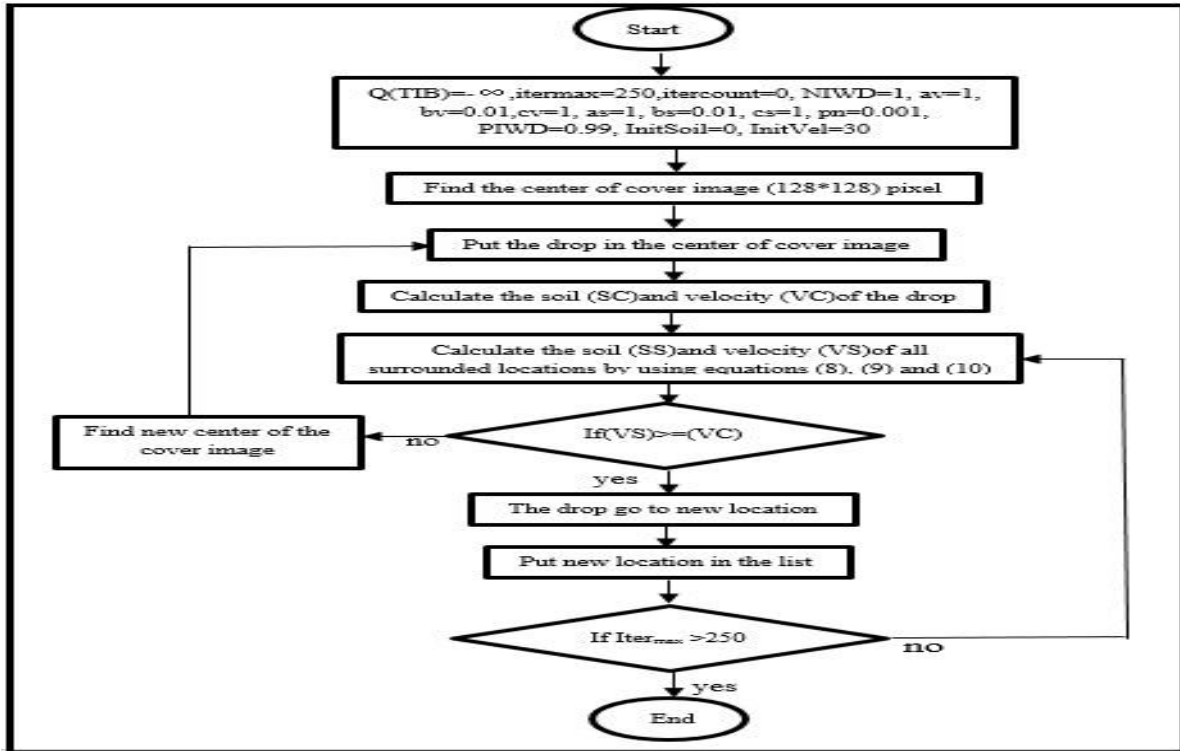 Start
Q(TIB)=- ∞ ,itermax=250,itercount=0, NIWD=1, av=1,
bv=0.01,cv=1, as=1, bs=0.01, cs=1, pn=0.001,
PIWD=0.99, InitSoil=0, InitVel=30
Find the center of cover image (128*128) pixel
Put the drop in the center of cover image
Calculate the soil (SC)and velocity (VC)of the drop
Calculate the soil (SS)and velocity (VS)of all
surrounded locations by using equations (8), (9) and (10)
If(VS)>=(VC)
no
Find new center of the
cover image
yes
The drop go to new location
Put new location in the list
If Itermax >250
no
yes
End